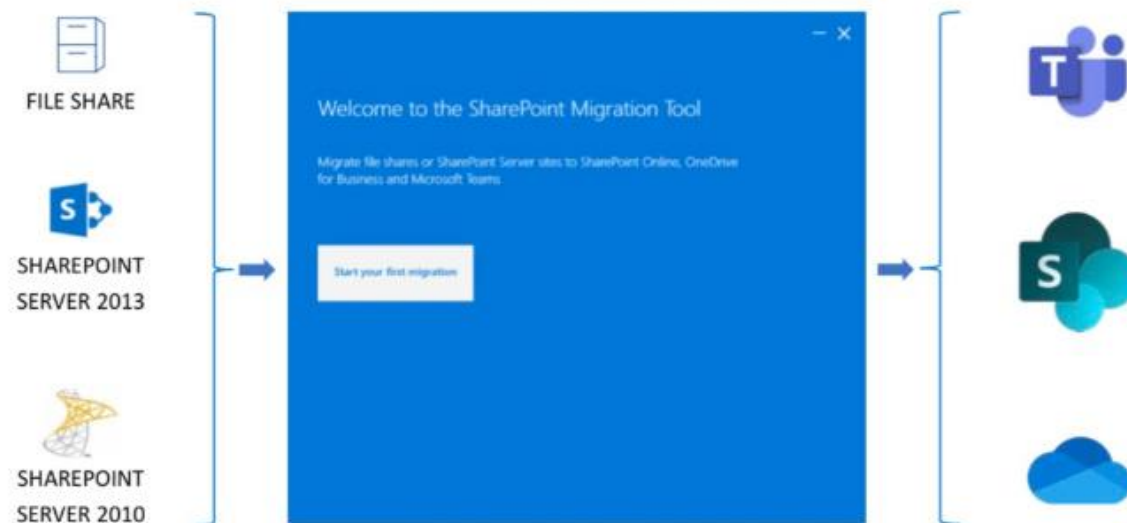 FILE SHARE
S
SHAREPOINT
SERVER 2013
SHAREPOINT
SERVER 2010
Welcome to the SharePoint Migration Tool
Migrate file shares or SharePoint Server sites to SharePoint Online, OneDrive
for Business and Microsoft Teams
Start your first migration
T
S